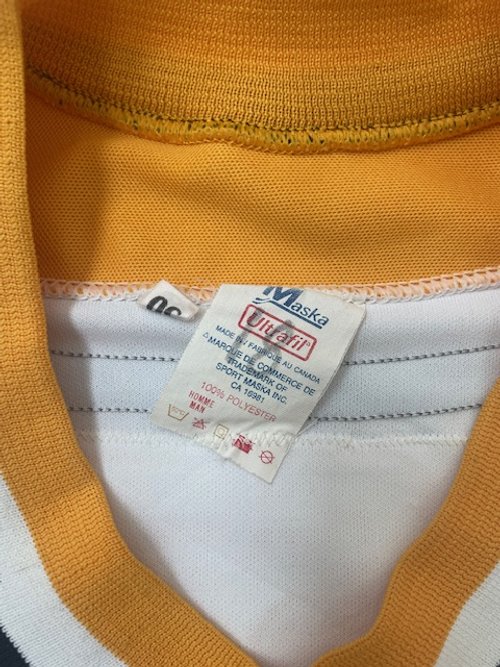 Maska
Ultrafil®
MADE IN / FABRIQUÉ AU CANADA
MARQUE DE COMMERCE DE
TRADEMARK OF
SPORT MASKA INC.
CA 16981
100% POLYESTER
HOMME
MAN